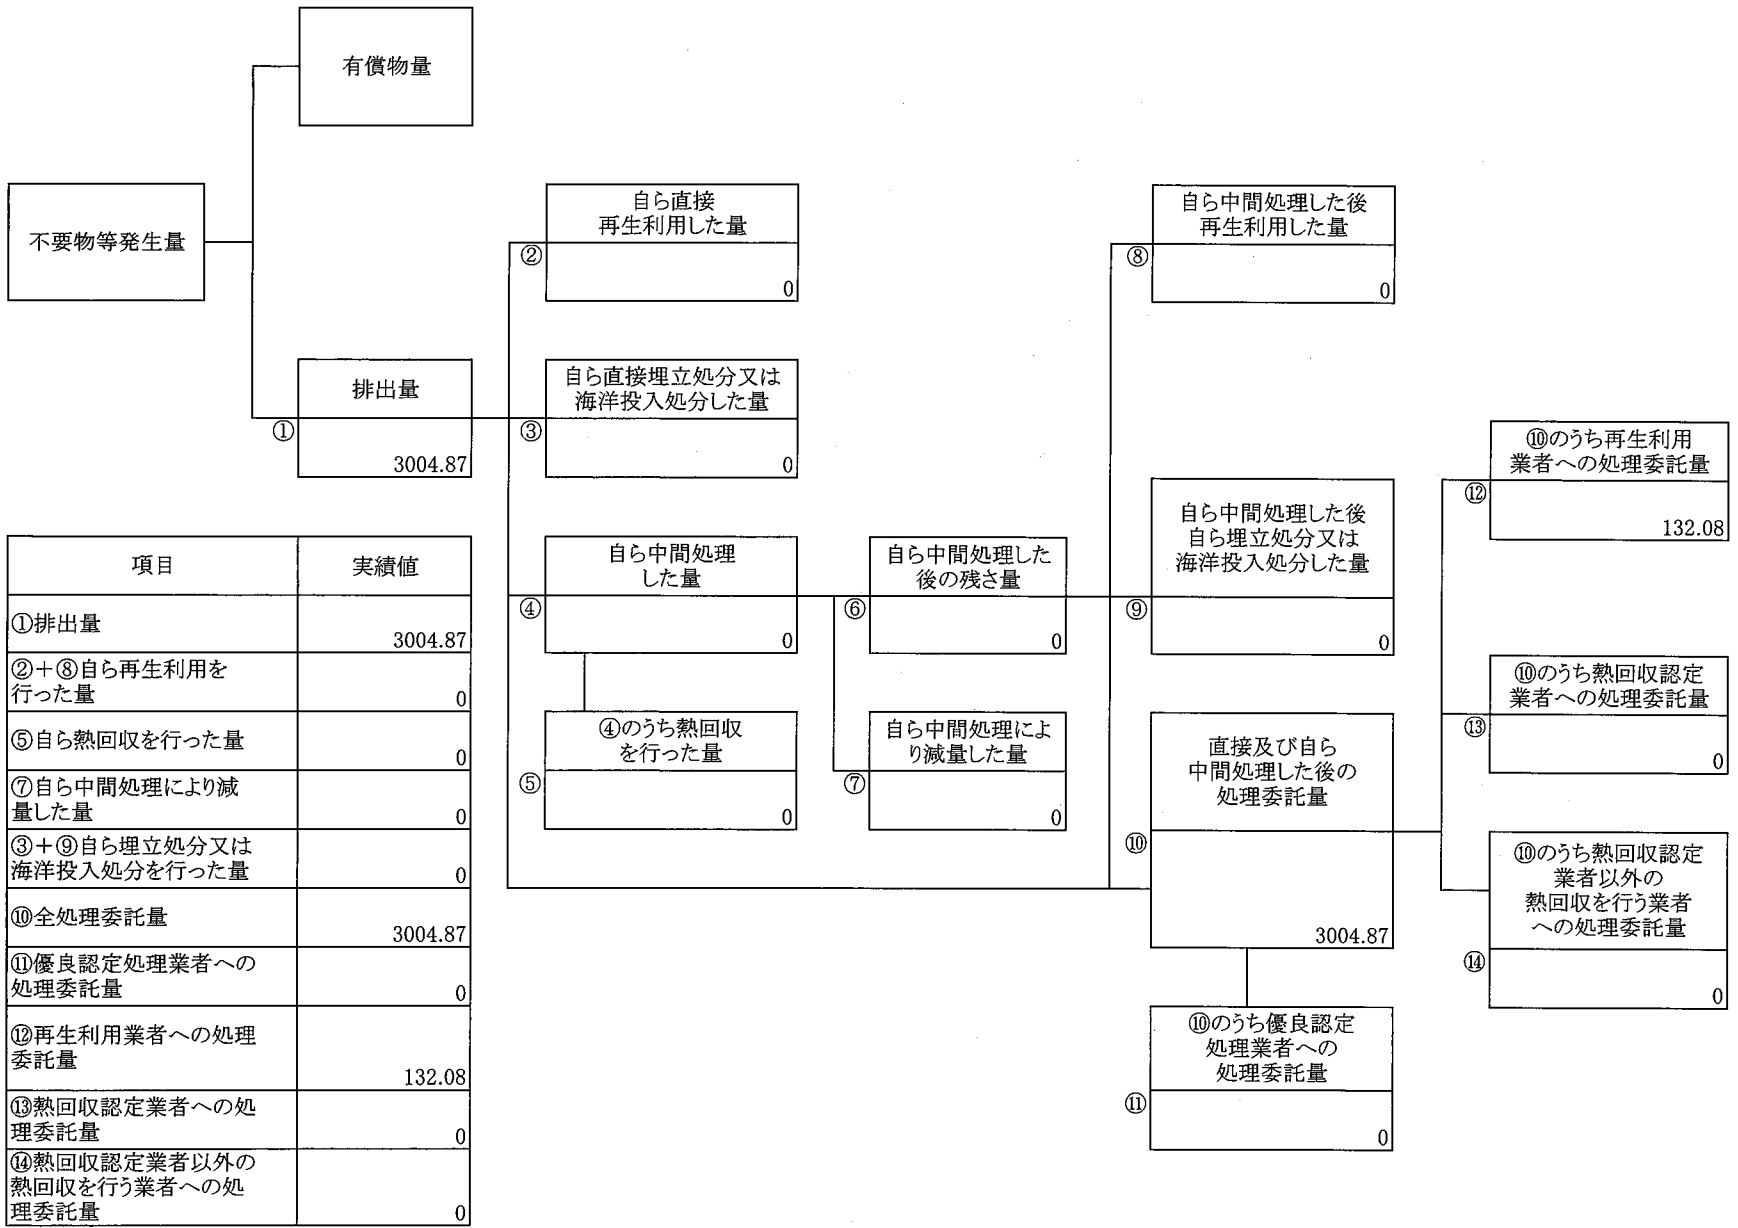 有償物量
不要物等発生量
排出量
①
3004.87
自ら直接
再生利用した量
②
0
自ら直接埋立処分又は
海洋投入処分した量
③
0
自ら中間処理
した量
④
0
④のうち熱回収
を行った量
⑤
0
自ら中間処理した
後の残さ量
⑥
0
自ら中間処理によ
り減量した量
⑦
0
自ら中間処理した後
再生利用した量
⑧
0
自ら中間処理した後
自ら埋立処分又は
海洋投入処分した量
⑨
0
直接及び自ら
中間処理した後の
処理委託量
⑩
3004.87
⑩のうち優良認定
処理業者への
処理委託量
⑪
0
⑩のうち再生利用
業者への処理委託量
⑫
132.08
⑩のうち熱回収認定
業者への処理委託量
⑬
0
⑩のうち熱回収認定
業者以外の
熱回収を行う業者
への処理委託量
⑭
0
項目 実績値
①排出量
3004.87
②＋⑧自ら再生利用を
行った量
0
⑤自ら熱回収を行った量
0
⑦自ら中間処理により減
量した量
0
③＋⑨自ら埋立処分又は
海洋投入処分を行った量
0
⑩全処理委託量
3004.87
⑪優良認定処理業者への
処理委託量
0
⑫再生利用業者への処理
委託量
132.08
⑬熱回収認定業者への処
理委託量
0
⑭熱回収認定業者以外の
熱回収を行う業者への処
理委託量
0